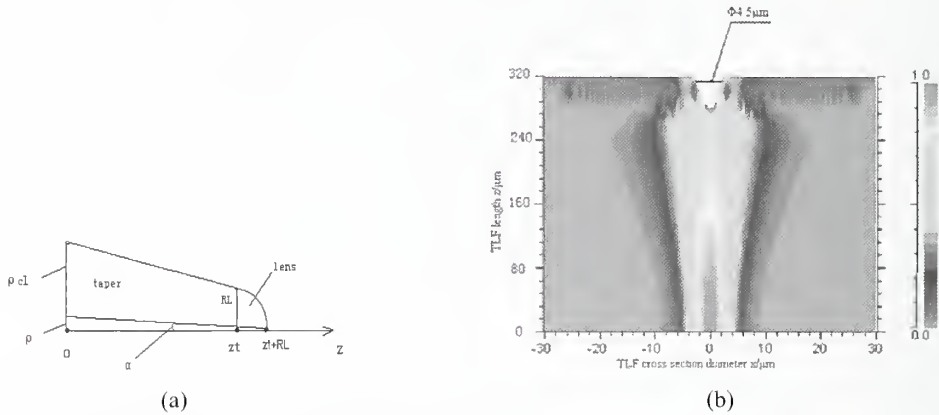 ρ cl
ρ
taper
RL
lens
α
0
zt
zt+RL
Z
(a)
Φ4.5μm
TLF length z/μm
320
240
160
80
0
-30
-20
-10
0
10
20
30
TLF cross section diameter x/μm
1.0
0.0
(b)